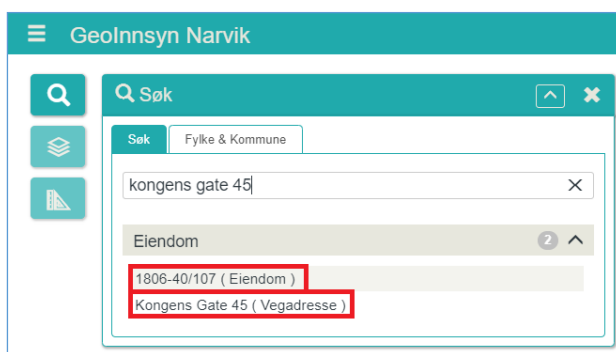 GeoInnsyn Narvik
Søk
Søk Fylke & Kommune
kongens gate 45
Eiendom 2
1806-40/107 ( Eiendom )
Kongens Gate 45 ( Vegadresse )